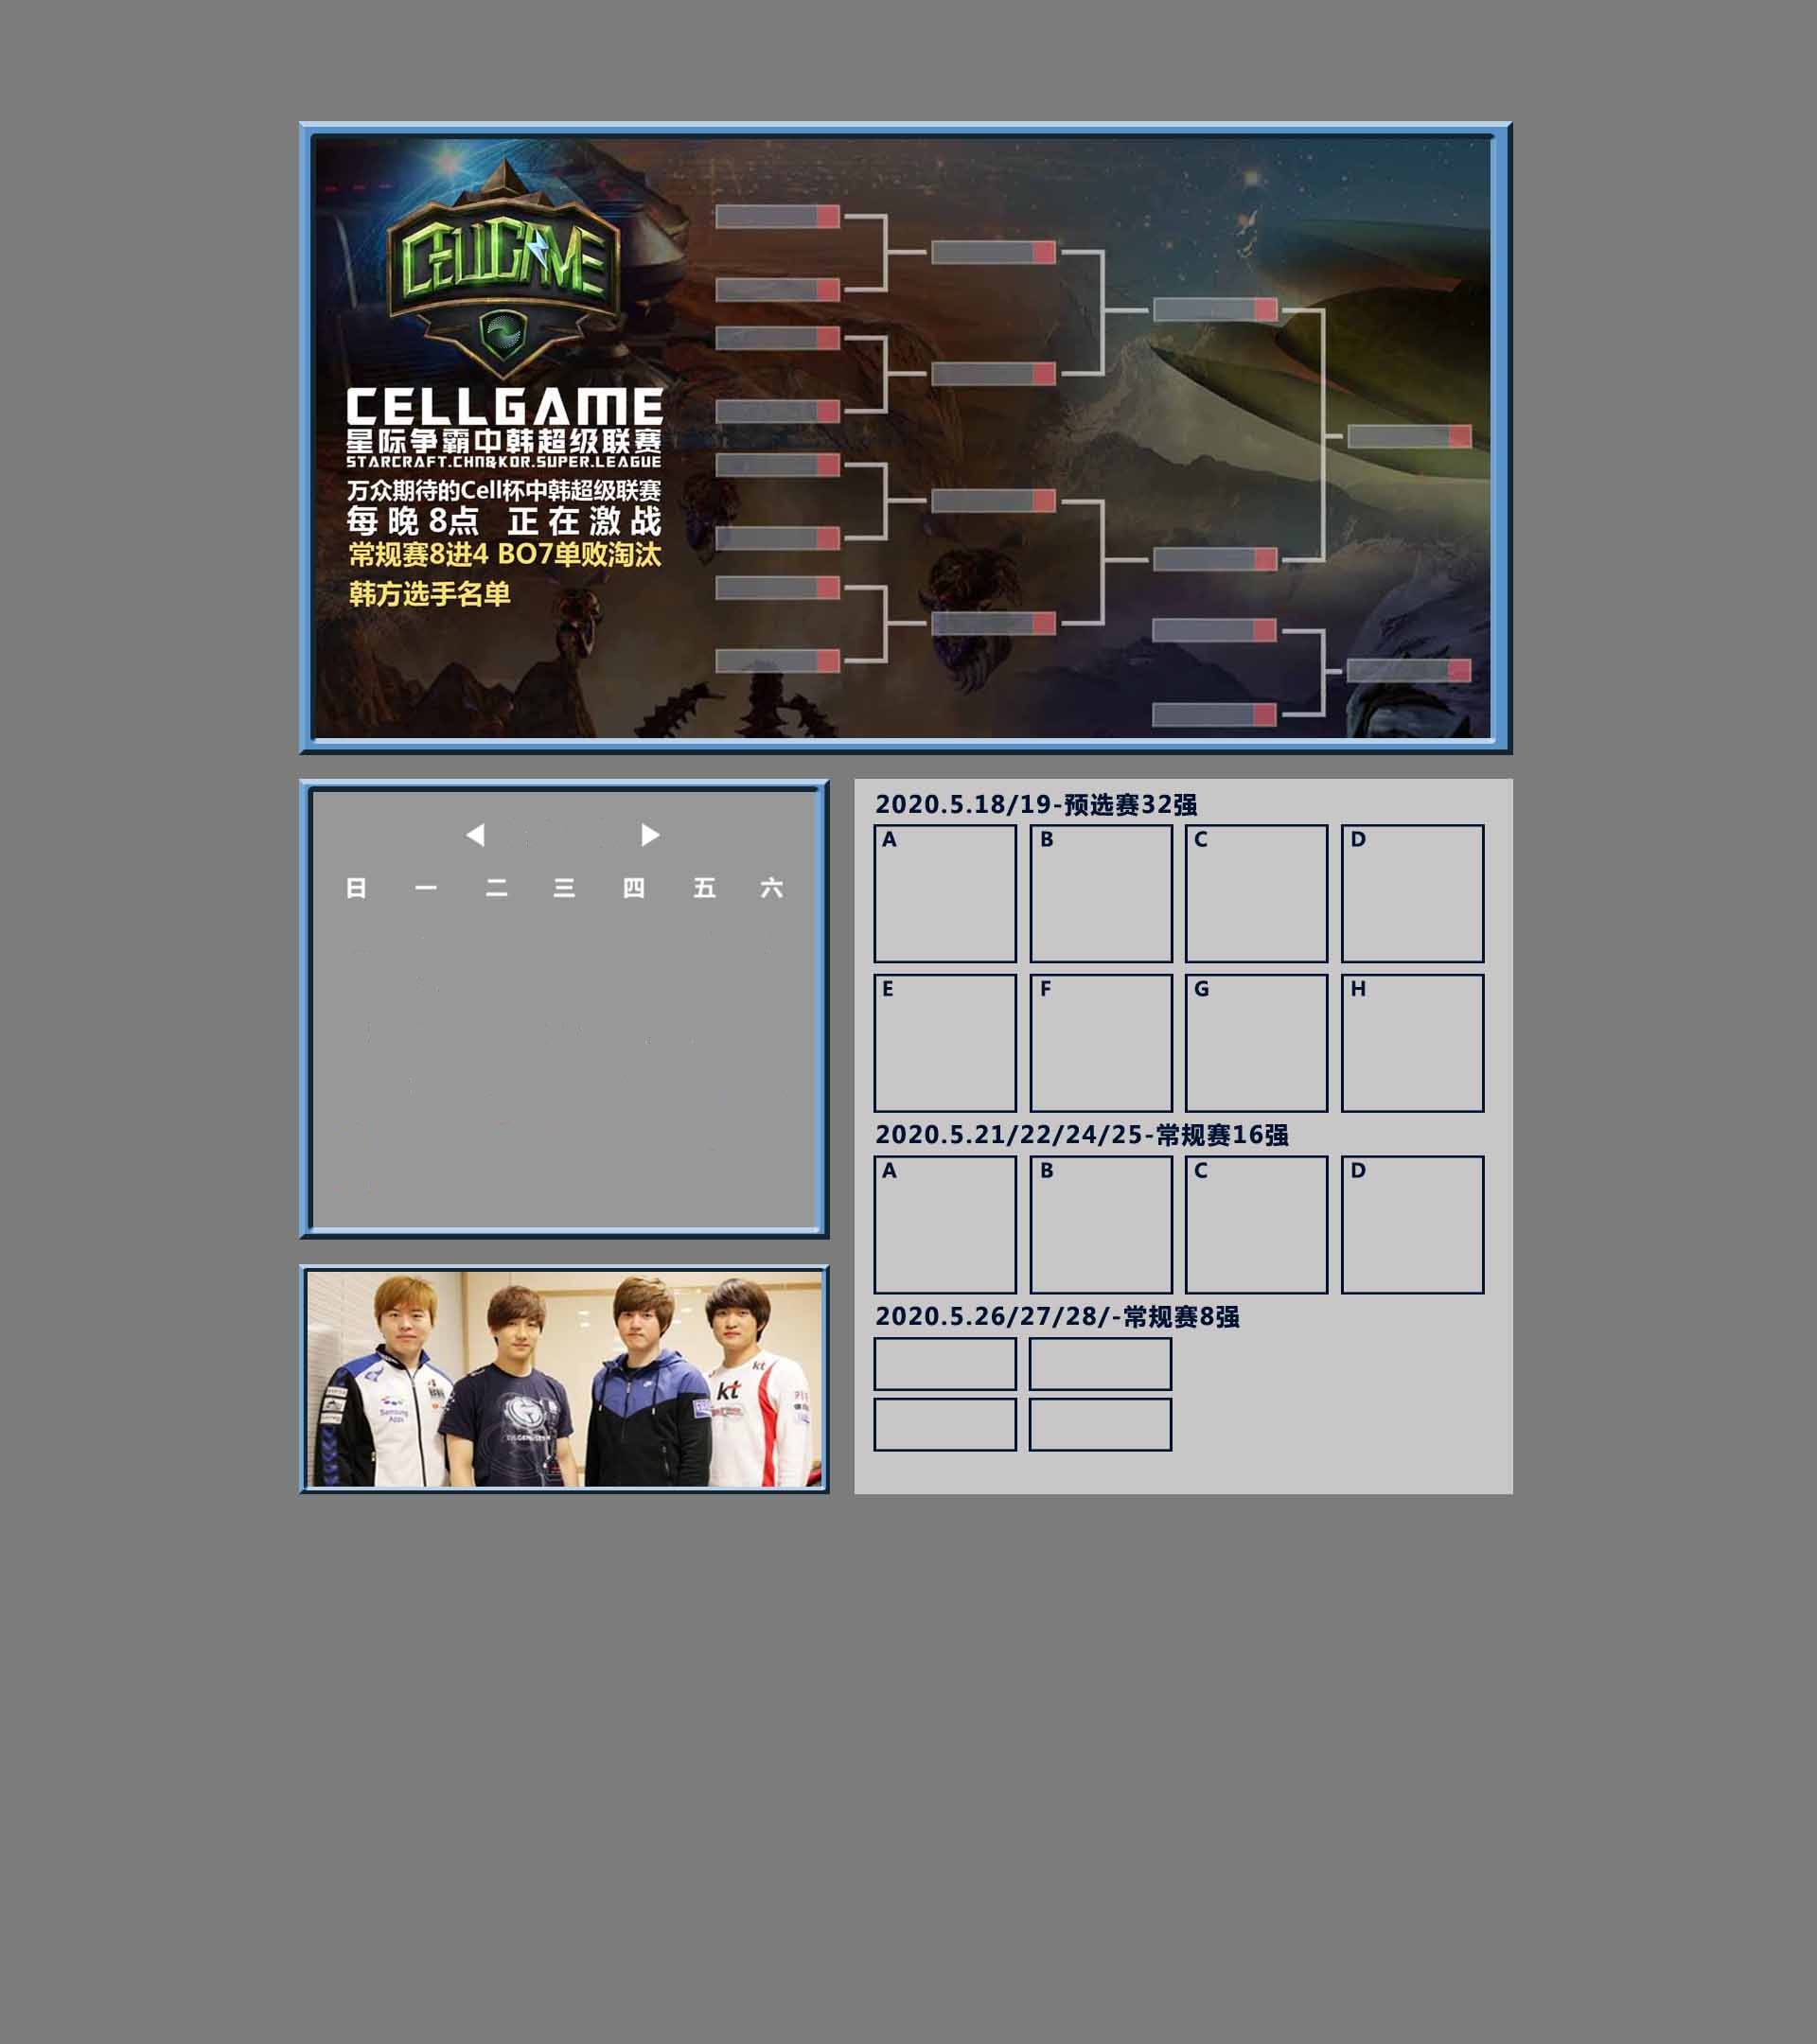 CELLGAME
CELLGAME
星际争霸中韩超级联赛
STARCRAFT.CHN&KOR.SUPER.LEAGUE
万众期待的Cell杯中韩超级联赛
每晚8点 正在激战
常规赛8进4 BO7单败淘汰
韩方选手名单
日 一 二 三 四 五 六
Samsung
Apps
kt
kt
2020.5.18/19-预选赛32强
A B C D
E F G H
2020.5.21/22/24/25-常规赛16强
A B C D
2020.5.26/27/28/-常规赛8强